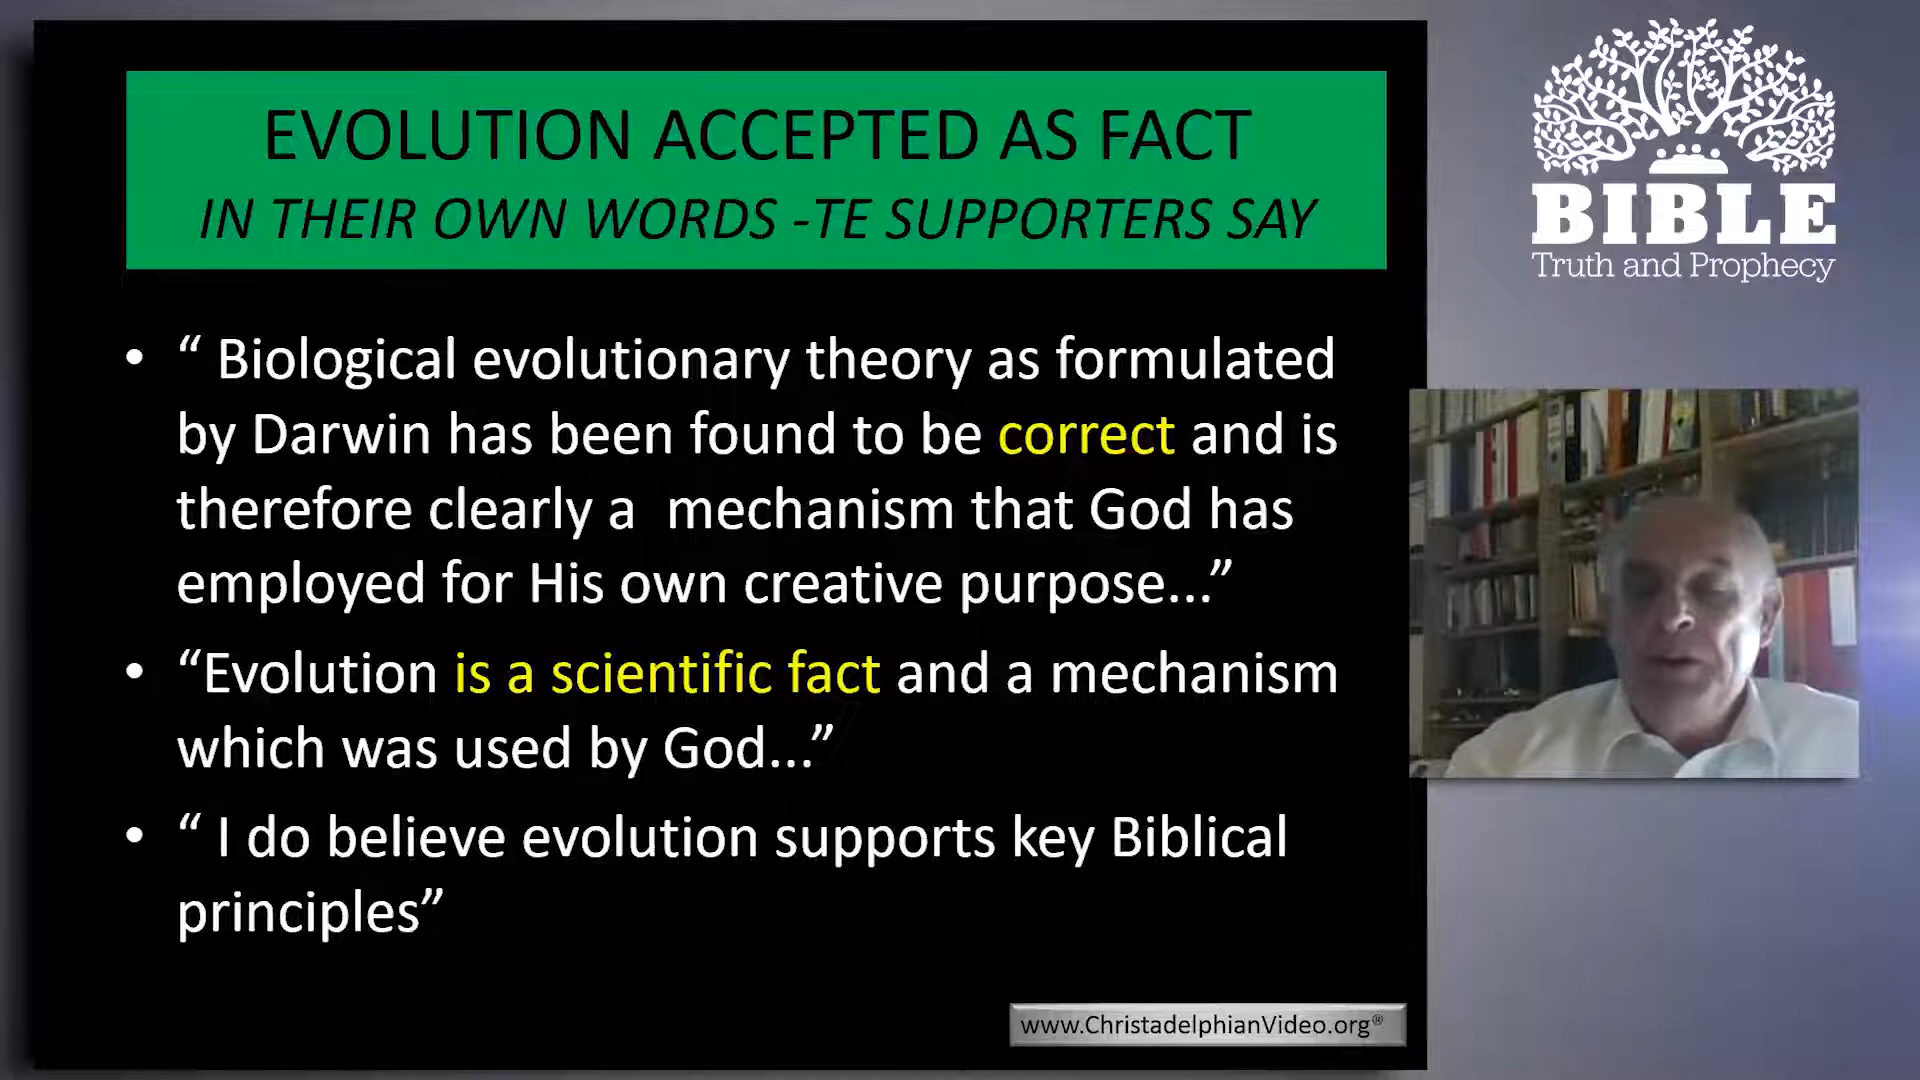 EVOLUTION ACCEPTED AS FACT
IN THEIR OWN WORDS -TE SUPPORTERS SAY
• “ Biological evolutionary theory as formulated
by Darwin has been found to be correct and is
therefore clearly a  mechanism that God has
employed for His own creative purpose...”
• “Evolution is a scientific fact and a mechanism
which was used by God...”
• “ I do believe evolution supports key Biblical
principles”
www.ChristadelphianVideo.org®
BIBLE
Truth and Prophecy